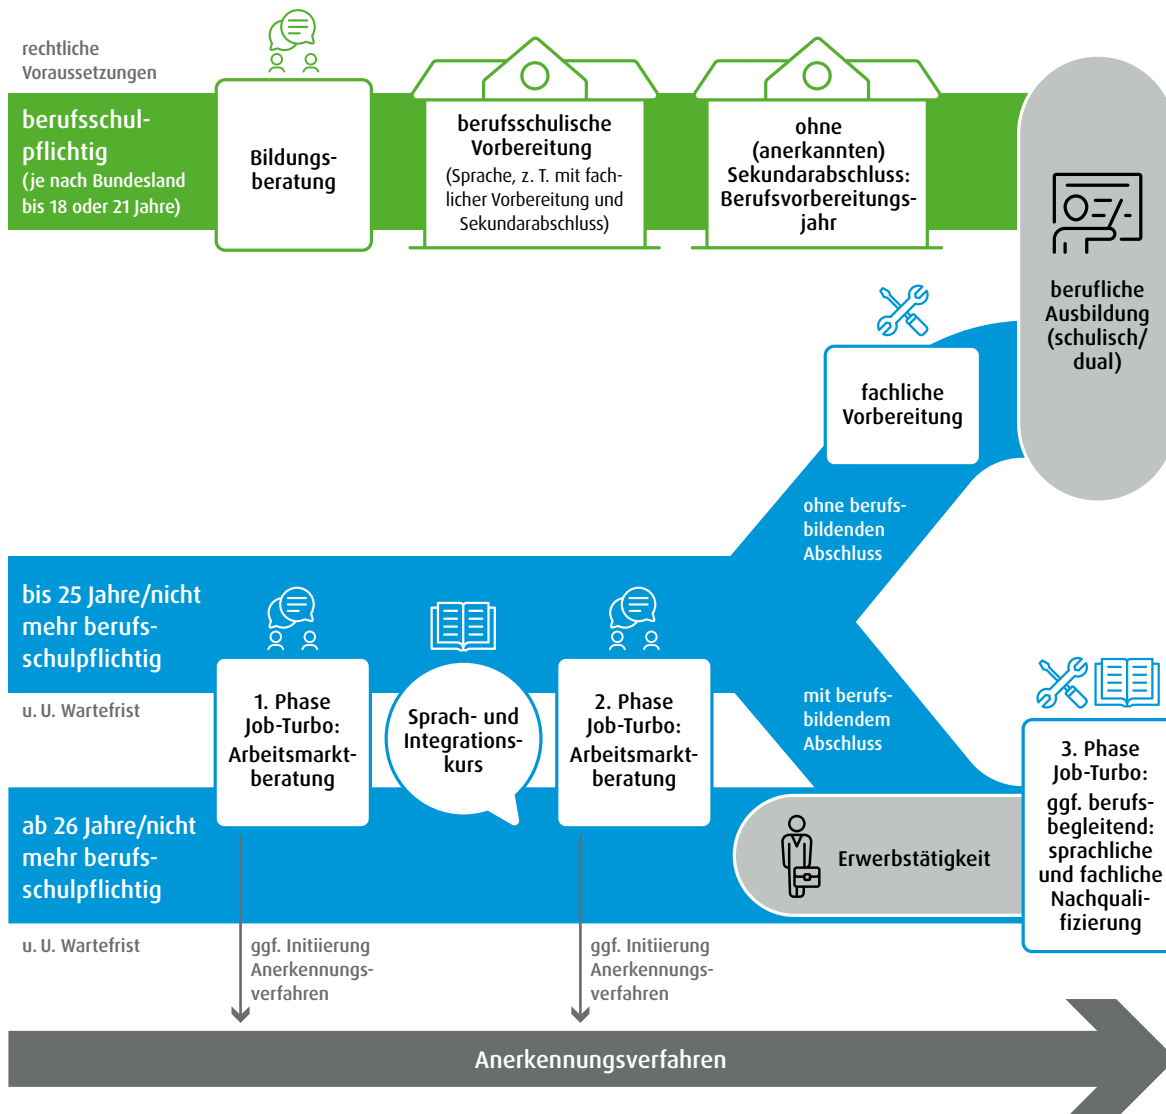 rechtliche
Voraussetzungen
berufsschul-
pflichtig
(je nach Bundesland
bis 18 oder 21 Jahre)
Bildungs-
beratung
berufsschulische
Vorbereitung
(Sprache, z. T. mit fach-
licher Vorbereitung und
Sekundarabschluss)
ohne
(anerkannten)
Sekundarabschluss:
Berufsvorbereitungs-
jahr
berufliche
Ausbildung
(schulisch/
dual)
fachliche
Vorbereitung
ohne berufs-
bildenden
Abschluss
bis 25 Jahre/nicht
mehr berufs-
schulpflichtig
u. U. Wartefrist
1. Phase
Job-Turbo:
Arbeitsmarkt-
beratung
Sprach- und
Integrations-
kurs
2. Phase
Job-Turbo:
Arbeitsmarkt-
beratung
mit berufs-
bildendem
Abschluss
3. Phase
Job-Turbo:
ggf. berufs-
begleitend:
sprachliche
und fachliche
Nachquali-
fizierung
ab 26 Jahre/nicht
mehr berufs-
schulpflichtig
Erwerbstätigkeit
u. U. Wartefrist
ggf. Initiierung
Anerkennungs-
verfahren
ggf. Initiierung
Anerkennungs-
verfahren
Anerkennungsverfahren